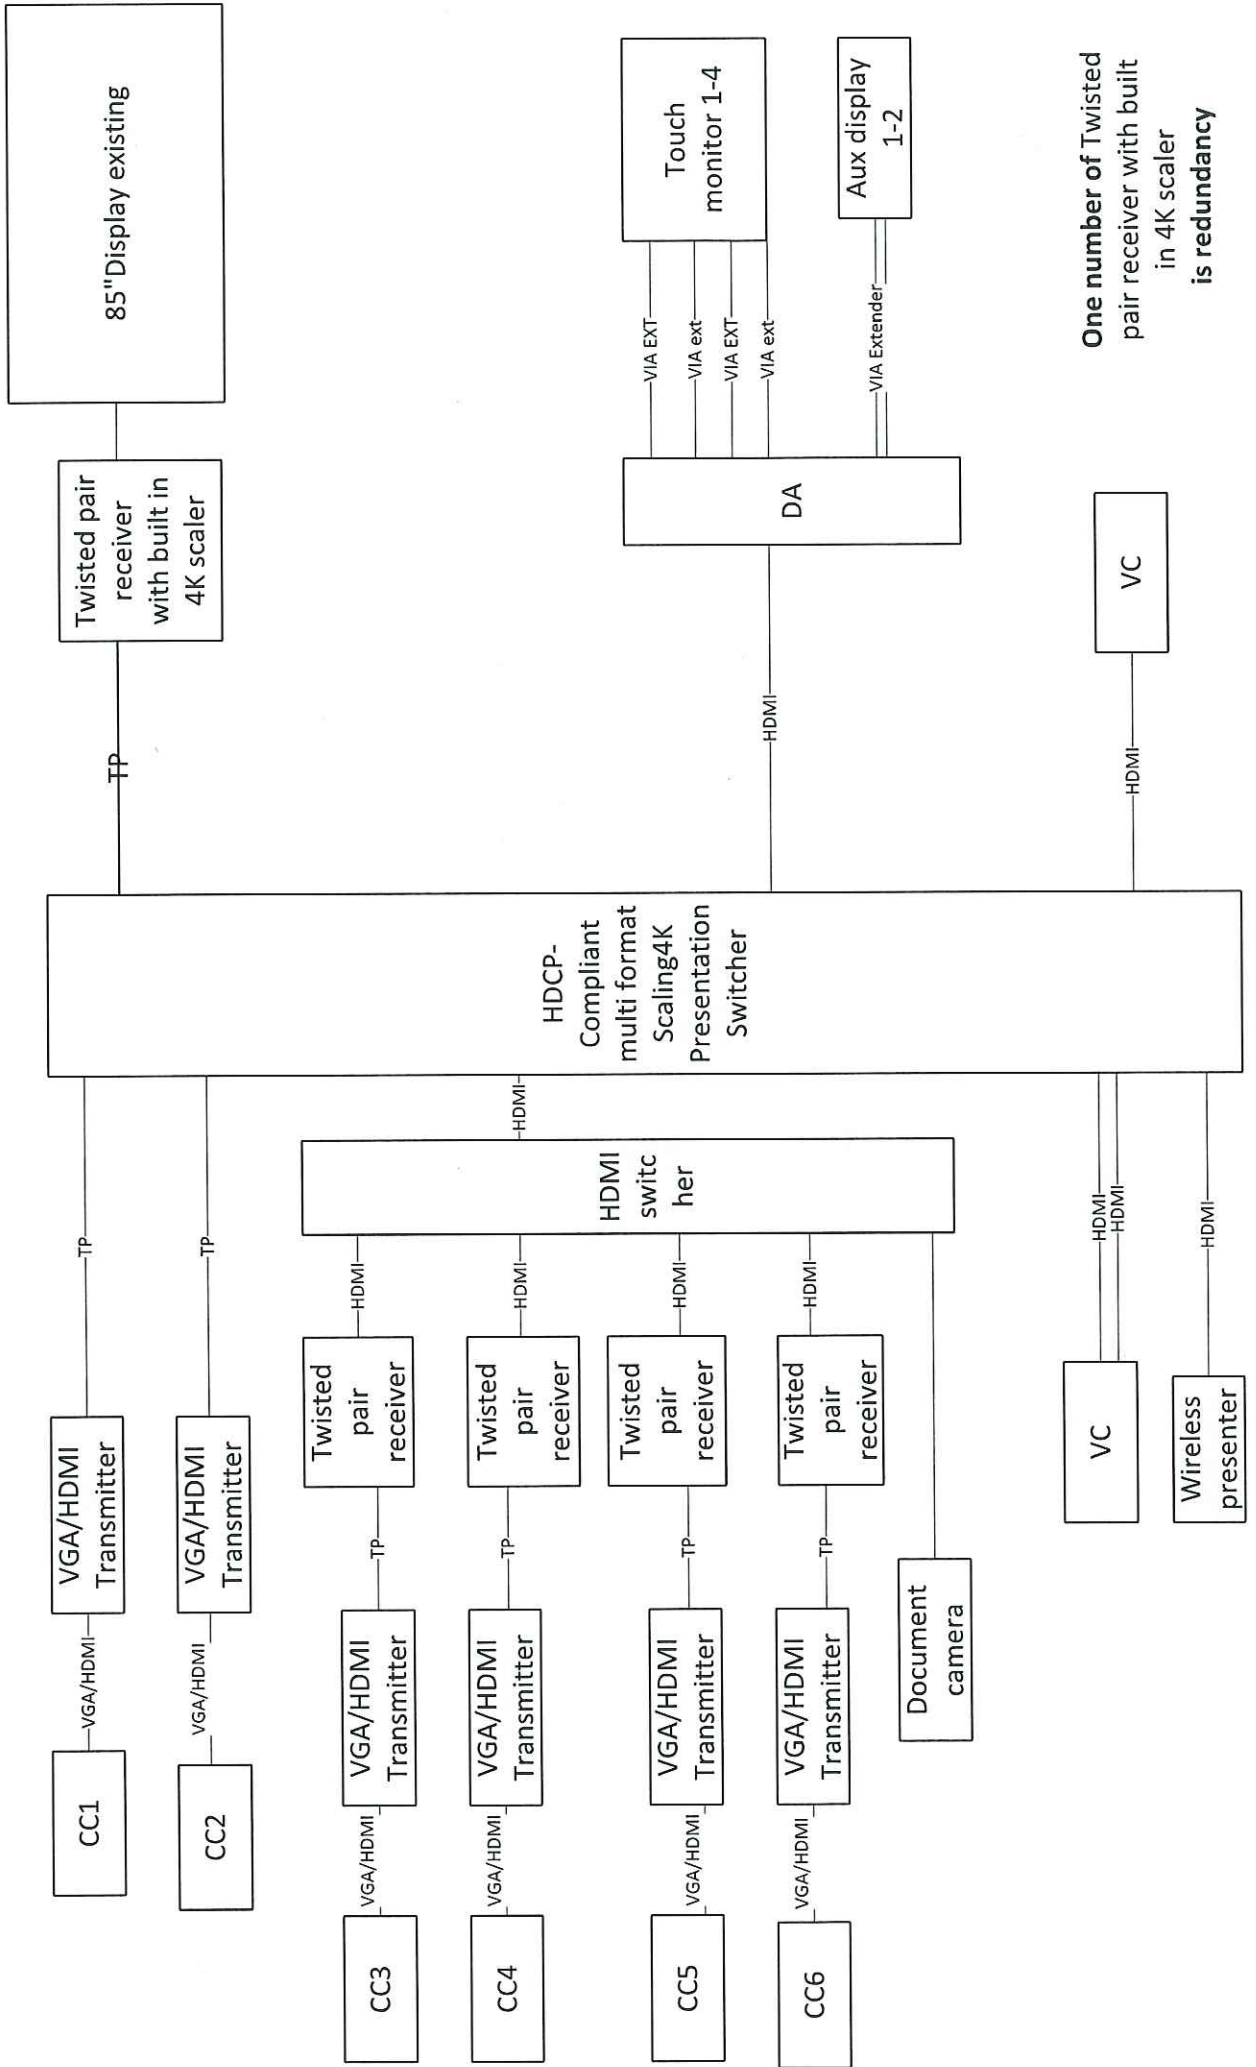 CC1
VGA/HDMI
VGA/HDMI
Transmitter
TP
CC2
VGA/HDMI
VGA/HDMI
Transmitter
TP
CC3
VGA/HDMI
VGA/HDMI
Transmitter
TP
Twisted
pair
receiver
HDMI
CC4
VGA/HDMI
VGA/HDMI
Transmitter
TP
Twisted
pair
receiver
HDMI
CC5
VGA/HDMI
VGA/HDMI
Transmitter
TP
Twisted
pair
receiver
HDMI
CC6
VGA/HDMI
VGA/HDMI
Transmitter
TP
Twisted
pair
receiver
HDMI
Document
camera
HDMI
switc
her
HDMI
VC
HDMI
HDMI
Wireless
presenter
HDMI
HDCP-
Compliant
multi format
Scaling4K
Presentation
Switcher
TP
Twisted pair
receiver
with built in
4K scaler
85"Display existing
HDMI
DA
VIA EXT
VIA ext
VIA EXT
VIA ext
Touch
monitor 1-4
VIA Extender
Aux display
1-2
HDMI
VC
One number of Twisted
pair receiver with built
in 4K scaler
is redundancy